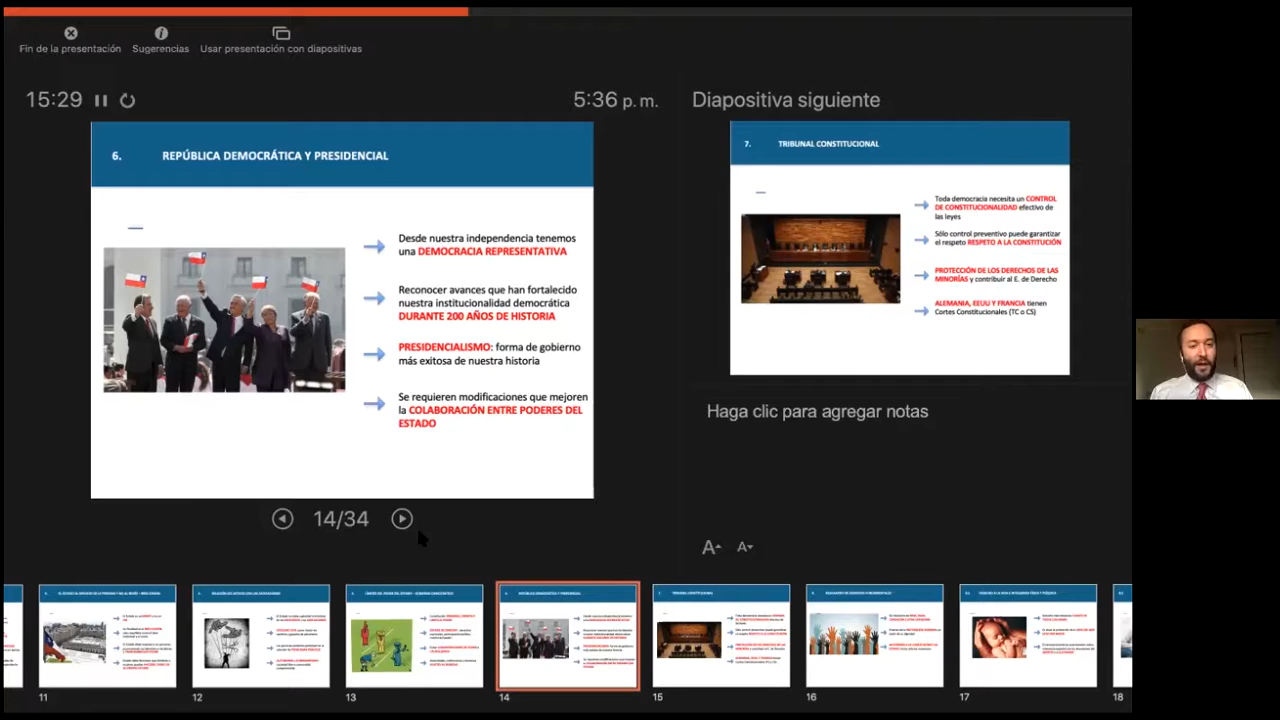 Fin de la presentación
Sugerencias
Usar presentación con diapositivas
15:29
5:36 p. m.
6. REPÚBLICA DEMOCRÁTICA Y PRESIDENCIAL
Desde nuestra independencia tenemos
una DEMOCRACIA REPRESENTATIVA
Reconocer avances que han fortalecido
nuestra institucionalidad democrática
DURANTE 200 AÑOS DE HISTORIA
PRESIDENCIALISMO: forma de gobierno
más exitosa de nuestra historia
Se requieren modificaciones que mejoren
la COLABORACIÓN ENTRE PODERES DEL
ESTADO
14/34
Diapositiva siguiente
7. TRIBUNAL CONSTITUCIONAL
Toda democracia necesita un CONTROL
DE CONSTITUCIONALIDAD efectivo de
las leyes
Sólo control preventivo puede garantizar
el respeto RESPETO A LA CONSTITUCIÓN
PROTECCIÓN DE LOS DERECHOS DE LAS
MINORÍAS y contribuir al E. de Derecho
ALEMANIA, EEUU Y FRANCIA tienen
Cortes Constitucionales (TC o CS)
Haga clic para agregar notas
A A
REPÚBLICA DEMOCRÁTICA Y PRESIDENCIAL
TRIBUNAL CONSTITUCIONAL
11
12
13
14
15
16
17
18